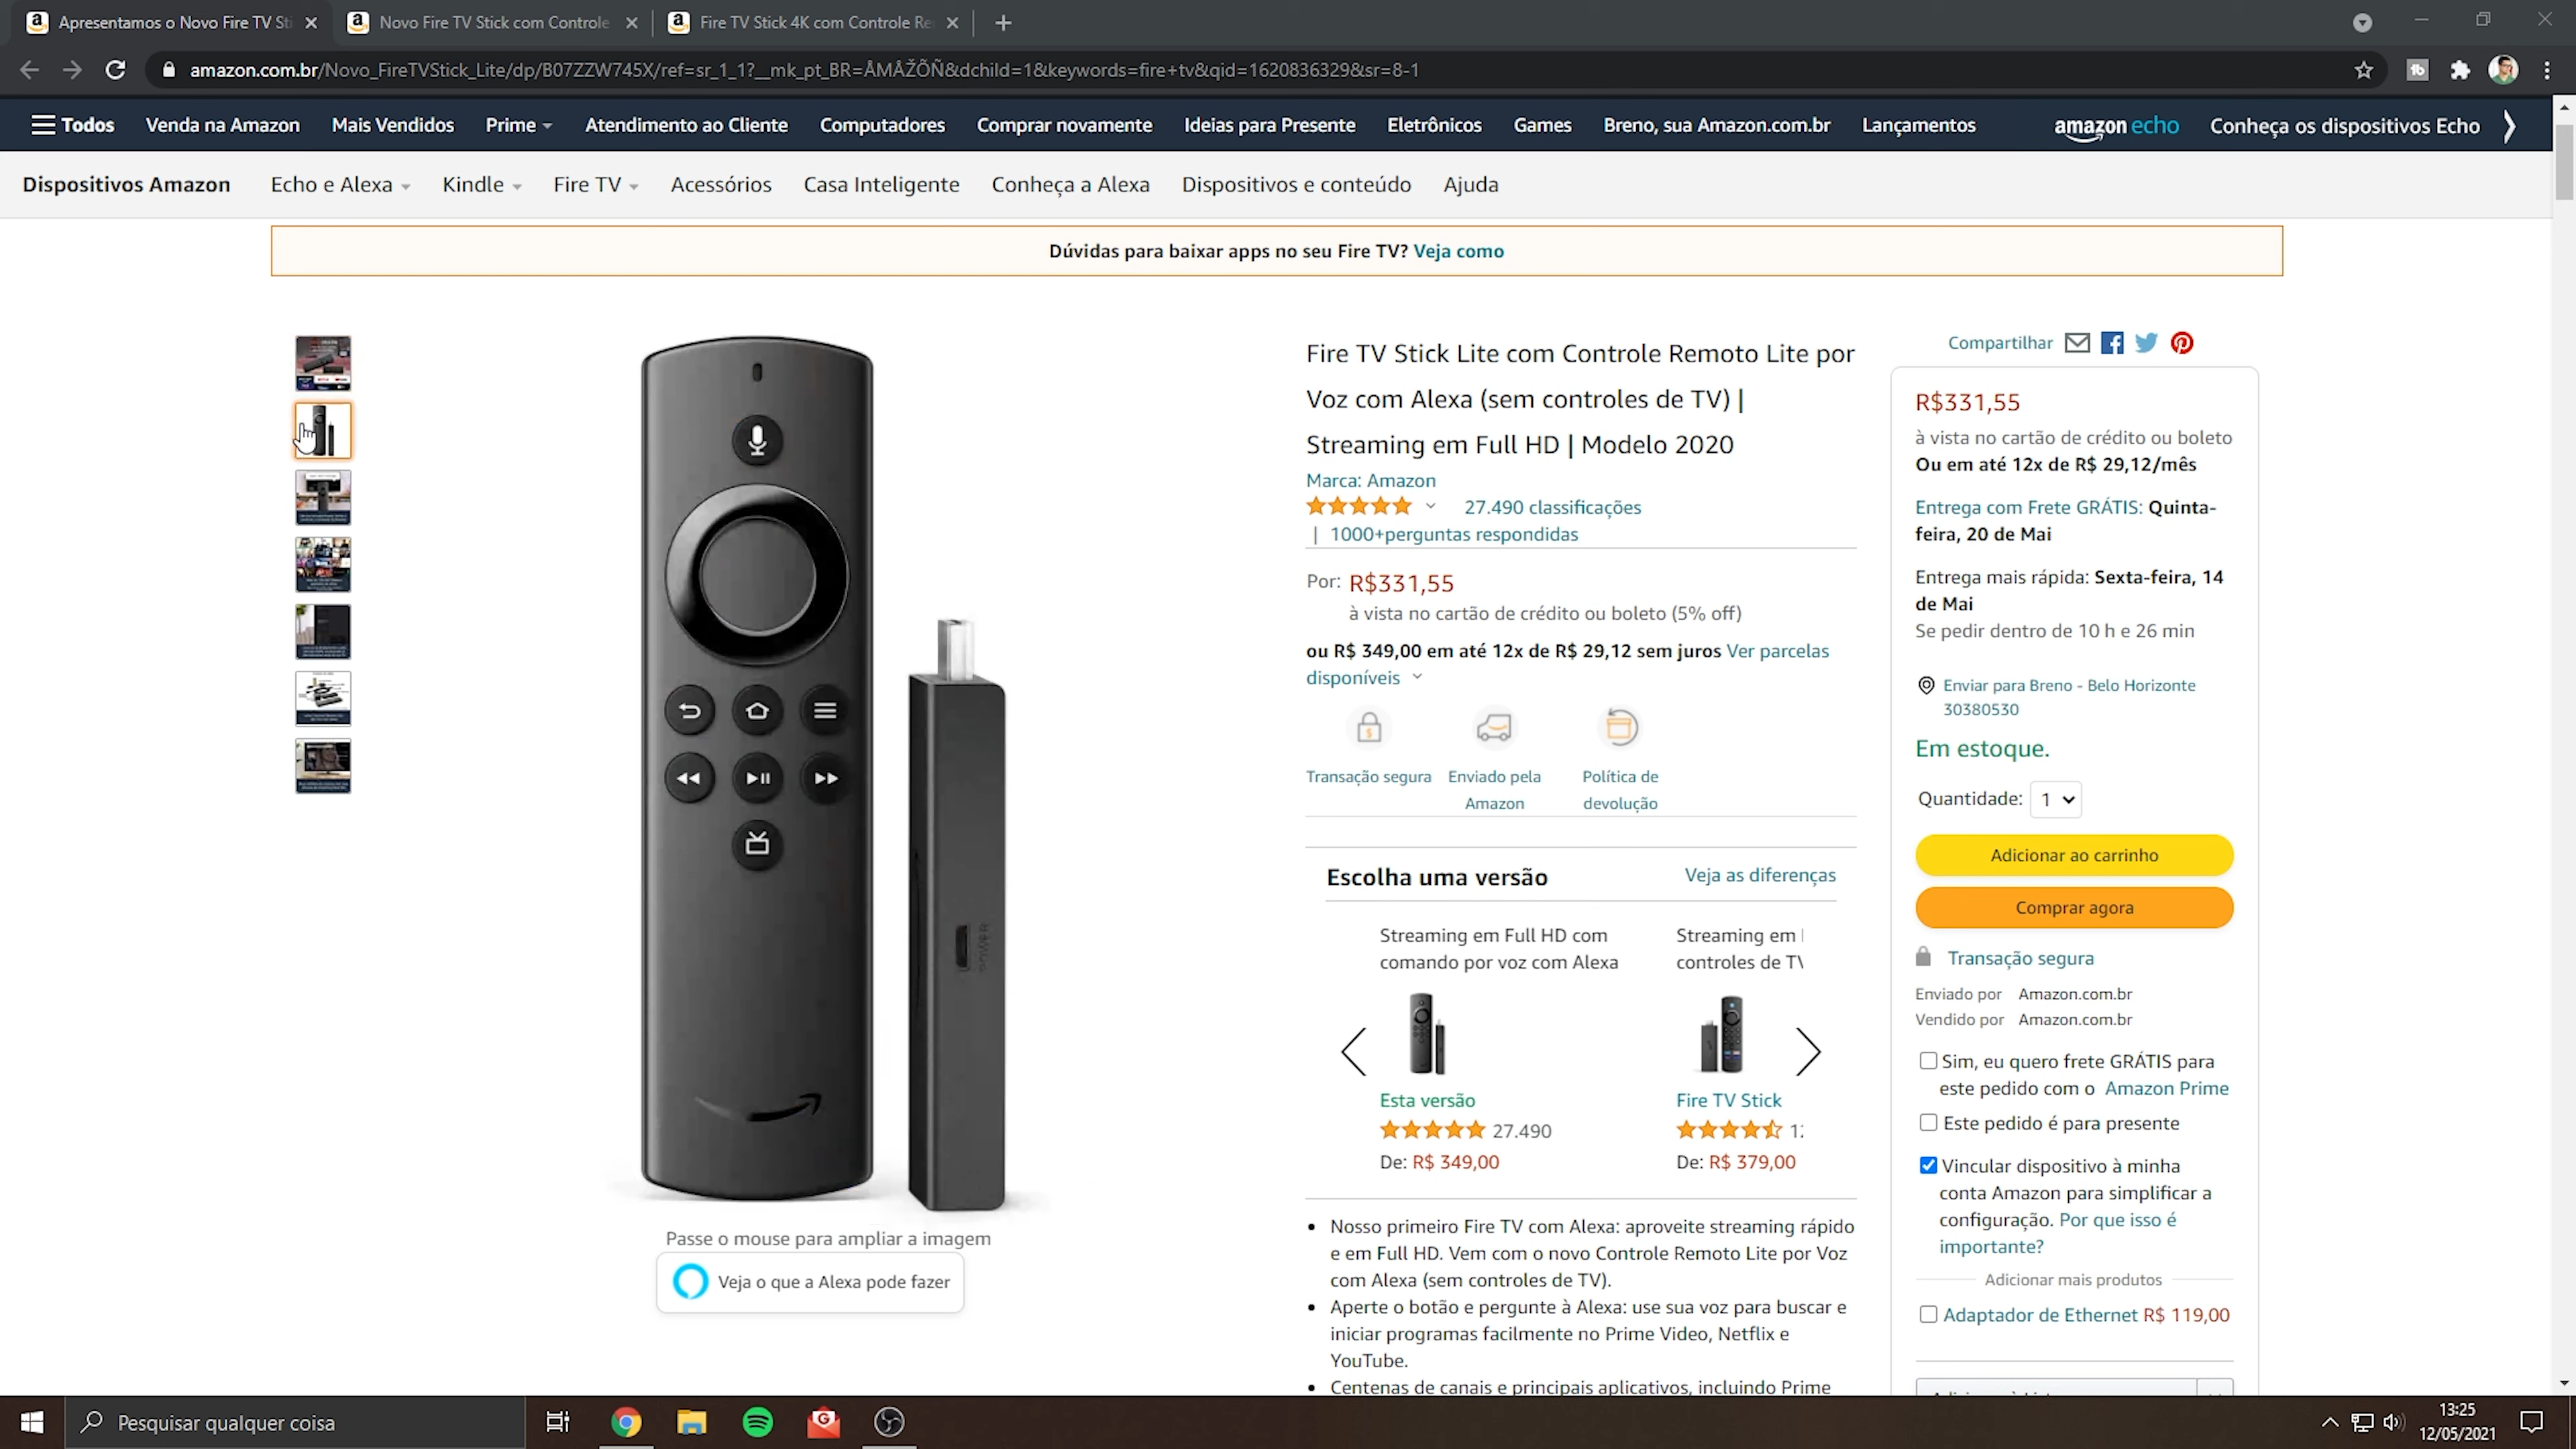 Apresentamos o Novo Fire TV Sti
Novo Fire TV Stick com Controle
Fire TV Stick 4K com Controle Re
amazon.com.br/Novo_FireTVStick_Lite/dp/B07ZZW745X/ref=sr_1_1?__mk_pt_BR=ÅMÅŽÕÑ&dchild=1&keywords=fire+tv&qid=1620836329&sr=8-1
Todos Venda na Amazon Mais Vendidos Prime Atendimento ao Cliente Computadores Comprar novamente Ideias para Presente Eletrônicos Games Breno, sua Amazon.com.br Lançamentos amazon echo Conheça os dispositivos Echo
Dispositivos Amazon Echo e Alexa Kindle Fire TV Acessórios Casa Inteligente Conheça a Alexa Dispositivos e conteúdo Ajuda
Dúvidas para baixar apps no seu Fire TV? Veja como
POWER
Passe o mouse para ampliar a imagem
Veja o que a Alexa pode fazer
Fire TV Stick Lite com Controle Remoto Lite por
Voz com Alexa (sem controles de TV) |
Streaming em Full HD | Modelo 2020
Marca: Amazon
27.490 classificações
| 1000+perguntas respondidas
Por: R$331,55
à vista no cartão de crédito ou boleto (5% off)
ou R$ 349,00 em até 12x de R$ 29,12 sem juros Ver parcelas
disponíveis
Transação segura
Enviado pela
Amazon
Política de
devolução
Escolha uma versão Veja as diferenças
Streaming em Full HD com
comando por voz com Alexa
Esta versão
27.490
De: R$ 349,00
Streaming em
controles de TV
Fire TV Stick
De: R$ 379,00
• Nosso primeiro Fire TV com Alexa: aproveite streaming rápido
e em Full HD. Vem com o novo Controle Remoto Lite por Voz
com Alexa (sem controles de TV).
• Aperte o botão e pergunte à Alexa: use sua voz para buscar e
iniciar programas facilmente no Prime Video, Netflix e
YouTube.
• Centenas de canais e principais aplicativos, incluindo Prime
Compartilhar
R$331,55
à vista no cartão de crédito ou boleto
Ou em até 12x de R$ 29,12/mês
Entrega com Frete GRÁTIS: Quinta-
feira, 20 de Mai
Entrega mais rápida: Sexta-feira, 14
de Mai
Se pedir dentro de 10 h e 26 min
Enviar para Breno - Belo Horizonte
30380530
Em estoque.
Quantidade: 1
Adicionar ao carrinho
Comprar agora
Transação segura
Enviado por Amazon.com.br
Vendido por Amazon.com.br
Sim, eu quero frete GRÁTIS para
este pedido com o Amazon Prime
Este pedido é para presente
Vincular dispositivo à minha
conta Amazon para simplificar a
configuração. Por que isso é
importante?
Adicionar mais produtos
Adaptador de Ethernet R$ 119,00
Pesquisar qualquer coisa
13:25
12/05/2021